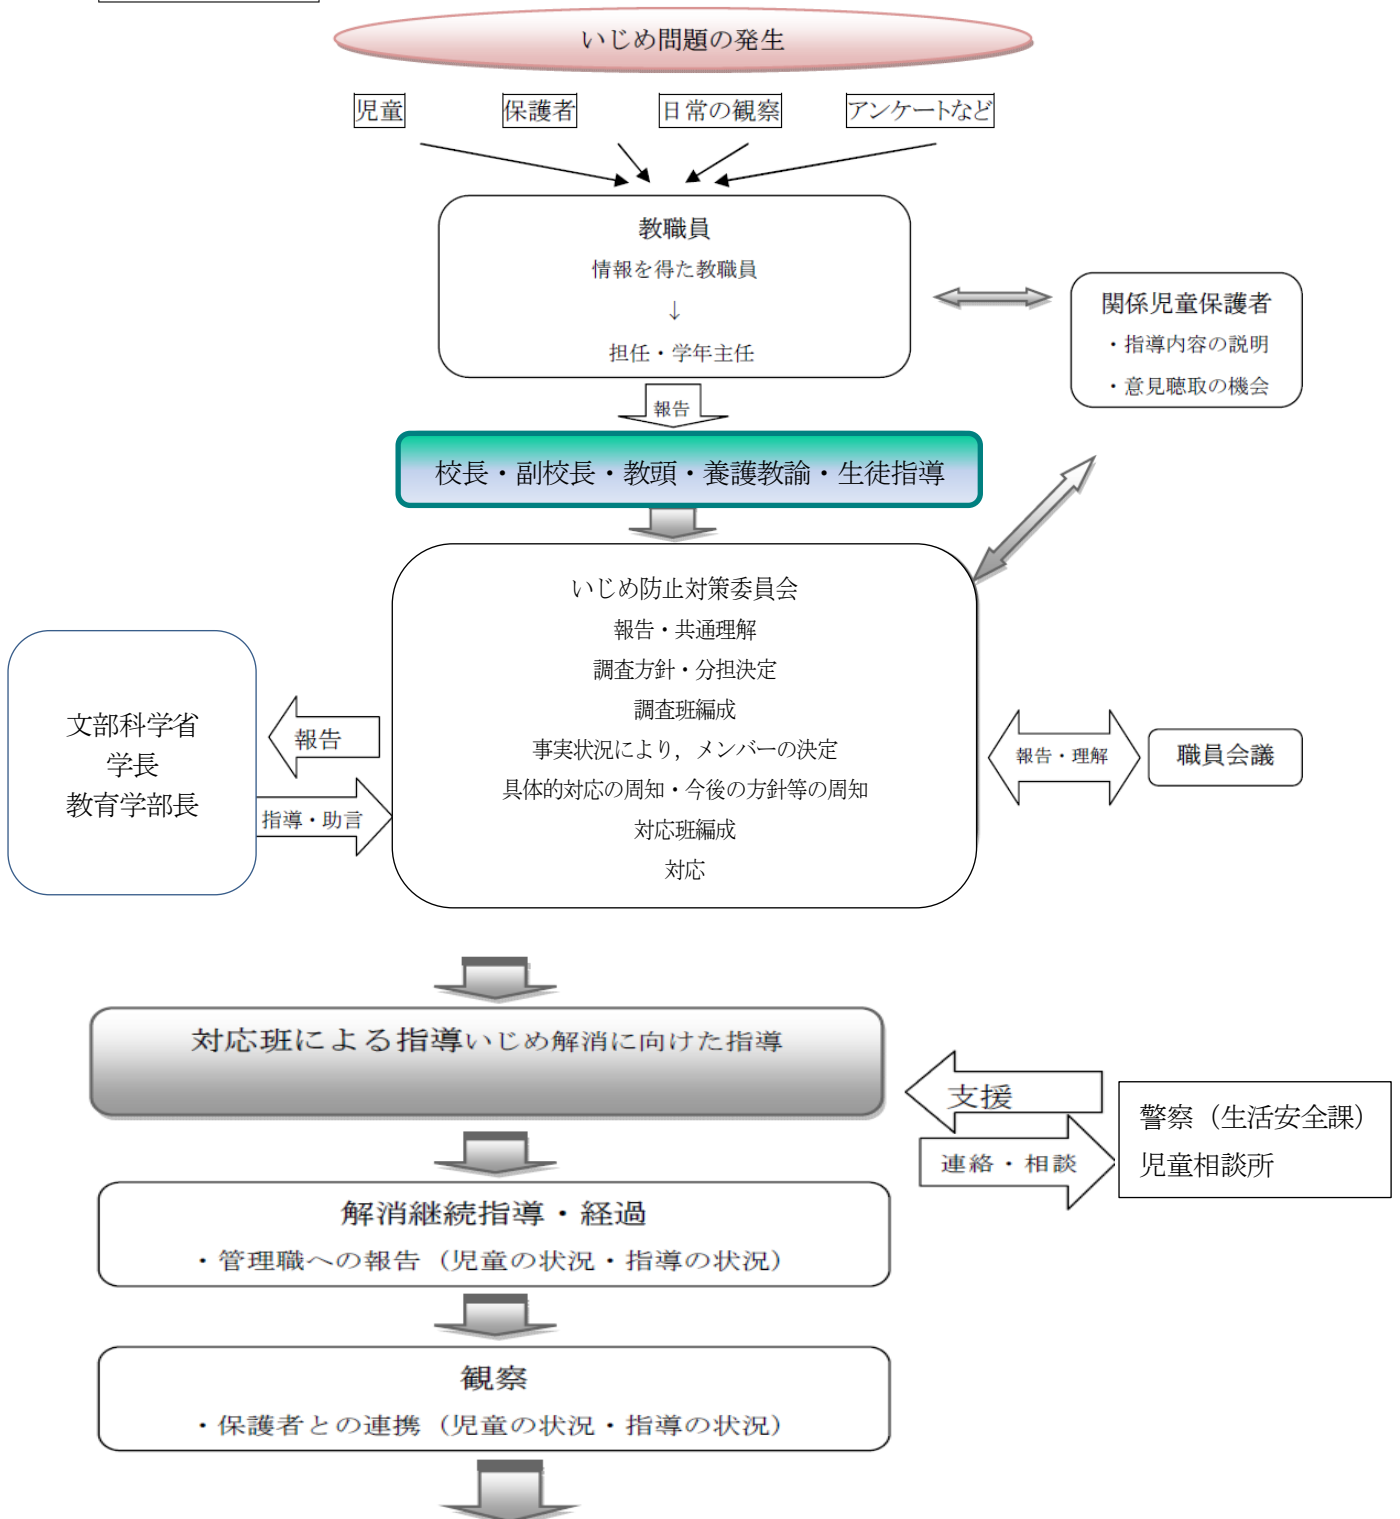 いじめ問題の発生
児童
保護者
日常の観察
アンケートなど
教職員
情報を得た教職員
↓
担任・学年主任
関係児童保護者
・指導内容の説明
・意見聴取の機会
報告
校長・副校長・教頭・養護教諭・生徒指導
いじめ防止対策委員会
報告・共通理解
調査方針・分担決定
調査班編成
事実状況により，メンバーの決定
具体的対応の周知・今後の方針等の周知
対応班編成
対応
文部科学省
学長
教育学部長
報告
指導・助言
報告・理解
職員会議
対応班による指導いじめ解消に向けた指導
支援
連絡・相談
警察（生活安全課）
児童相談所
解消継続指導・経過
・管理職への報告（児童の状況・指導の状況）
観察
・保護者との連携（児童の状況・指導の状況）